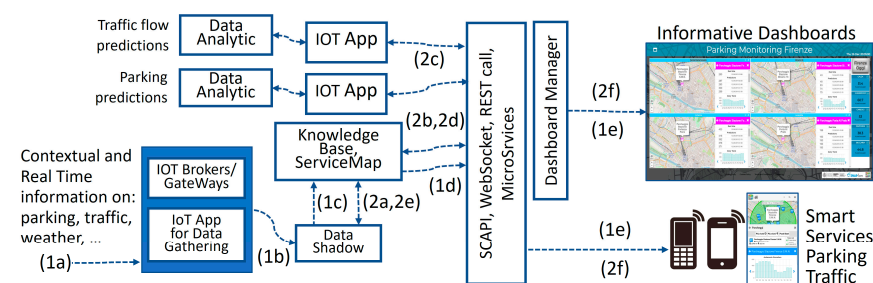 Traffic flow
predictions
Data
Analytic
IOT App
(2c)
Parking
predictions
Data
Analytic
IOT App
(2b,2d)
Knowledge
Base,
ServiceMap
(1d)
Contextual and
Real Time
information on:
parking, traffic,
weather, ...
(1a)
IOT Brokers/
GateWays
IoT App
for Data
Gathering
(1b)
(1c)
(2a,2e)
Data
Shadow
SCAPI, WebSocket, REST call,
MicroSrvices
Dashboard Manager
(2f)
(1e)
Informative Dashboards
Parking Monitoring Firenze
(1e)
(2f)
Smart
Services
Parking
Traffic